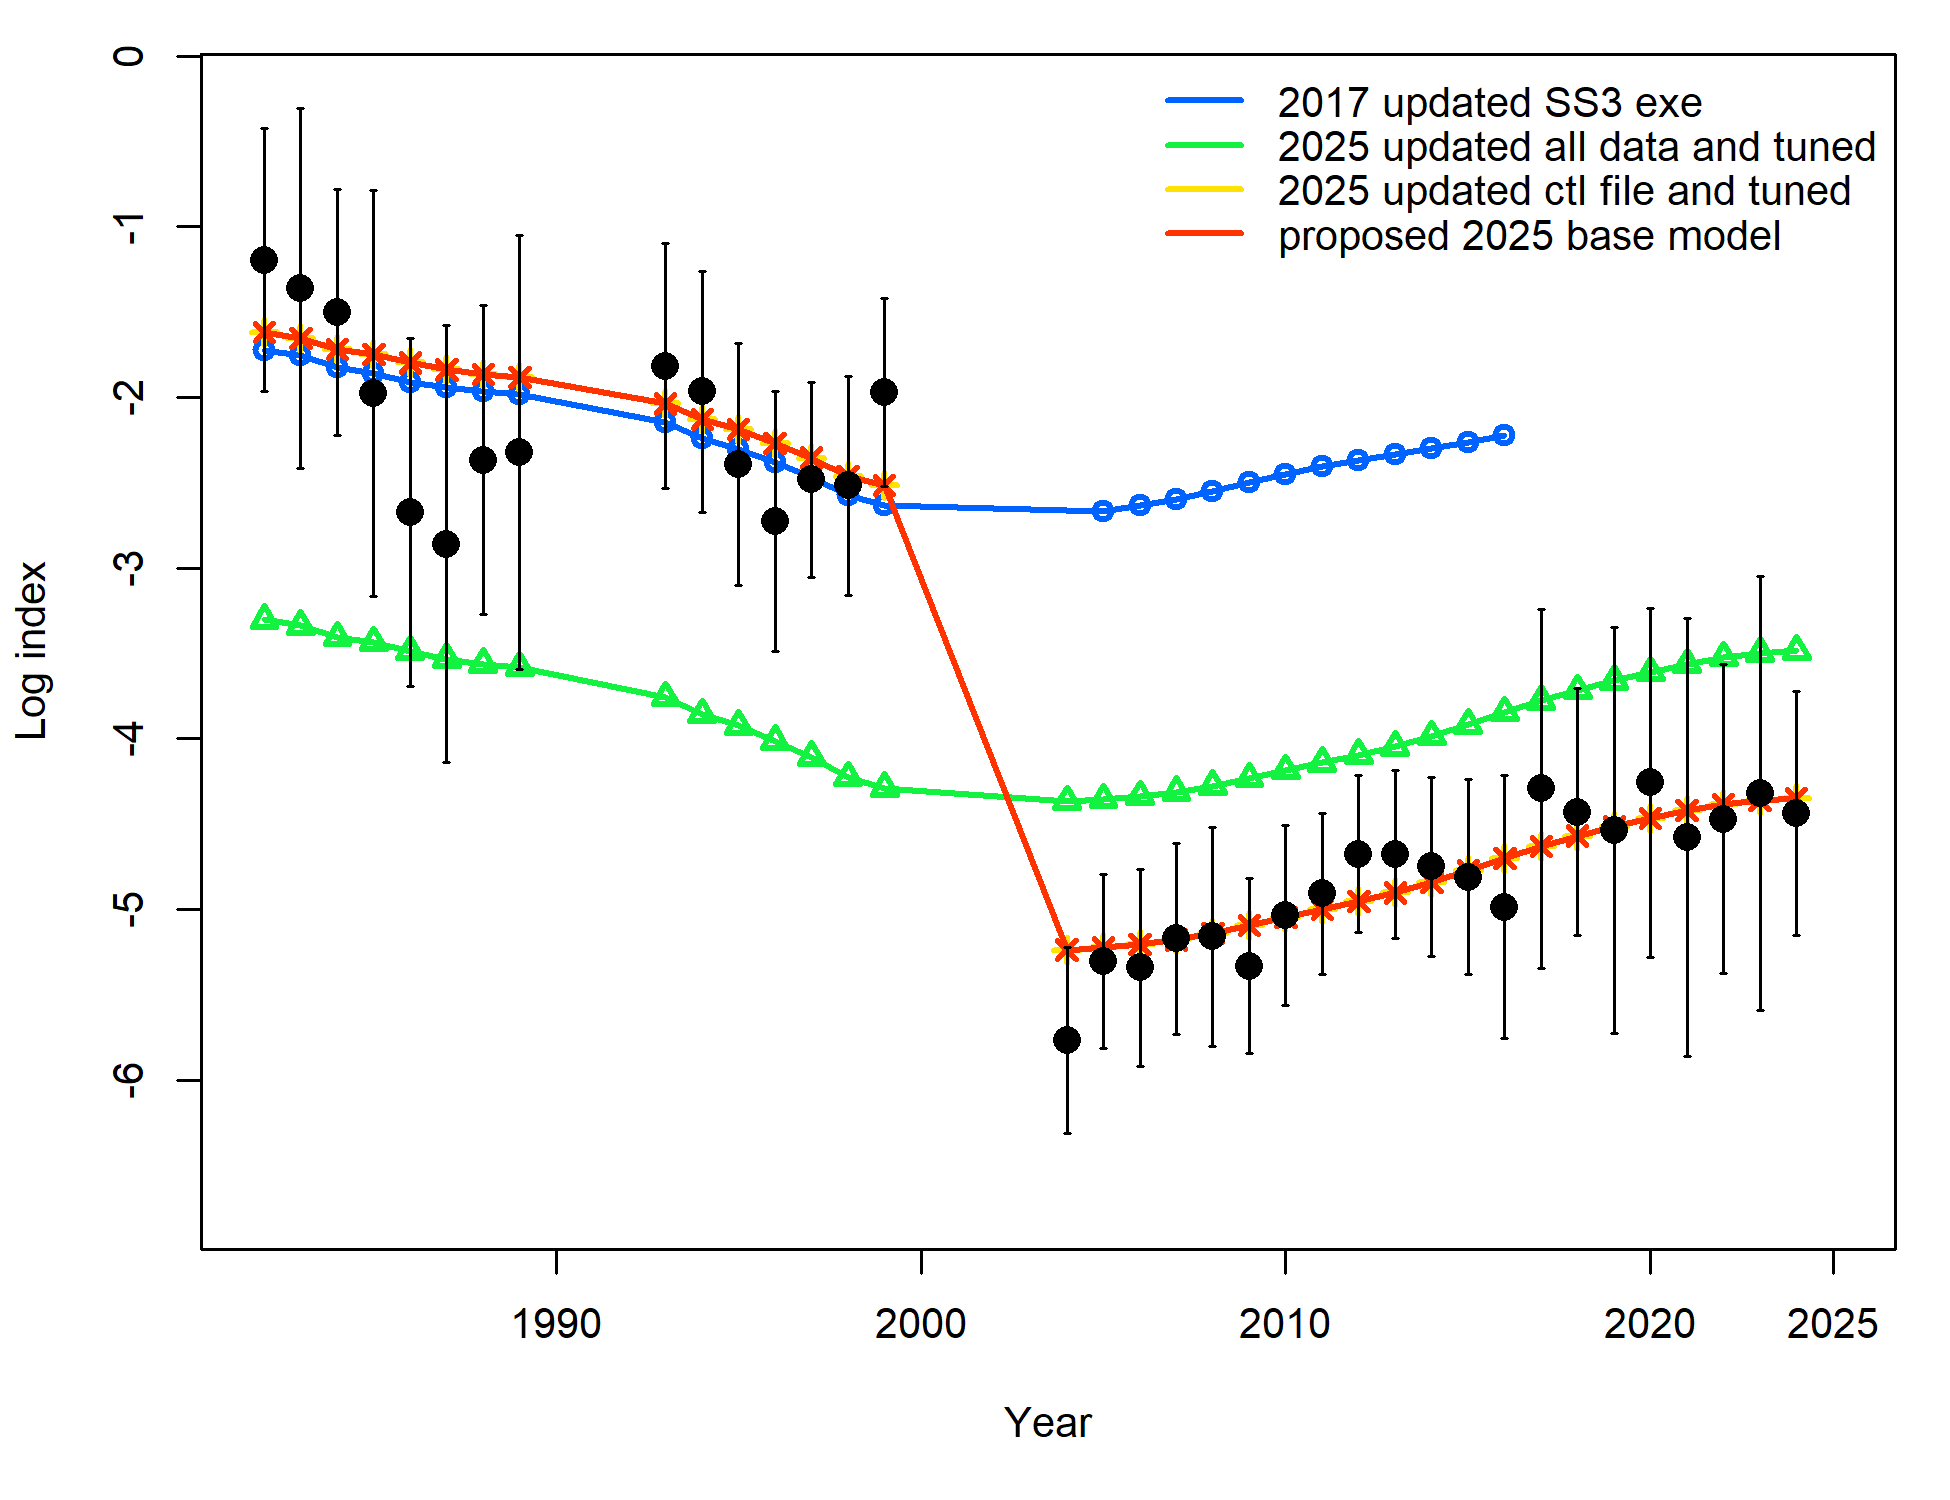 2017 updated SS3 exe
2025 updated all data and tuned
2025 updated ctl file and tuned
proposed 2025 base model
Log index
0
-1
-2
-3
-4
-5
-6
1990
2000
2010
2020
2025
Year